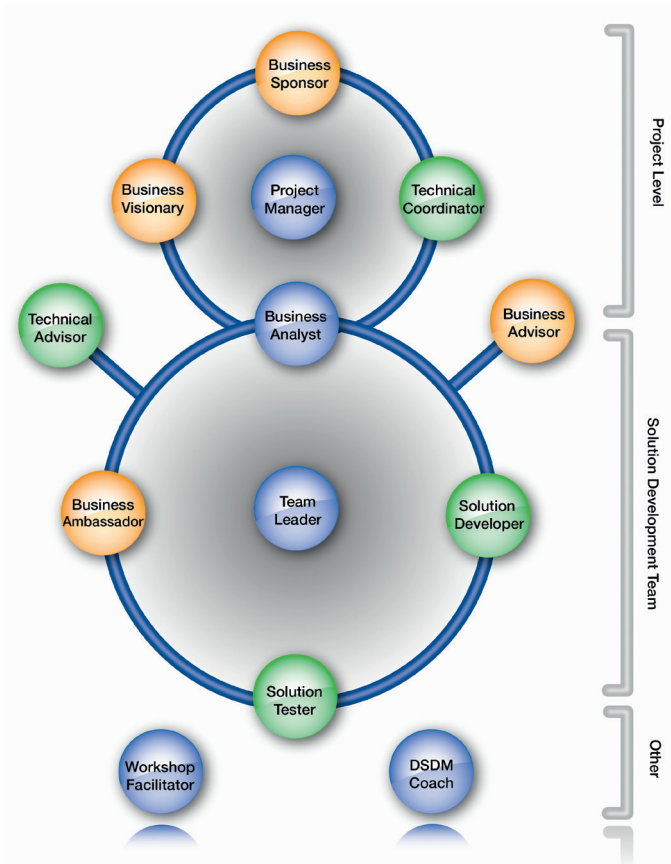 Business
Sponsor
Business
Visionary
Project
Manager
Technical
Coordinator
Project Level
Technical
Advisor
Business
Analyst
Business
Advisor
Business
Ambassador
Team
Leader
Solution
Developer
Solution Development Team
Solution
Tester
Workshop
Facilitator
DSDM
Coach
Other